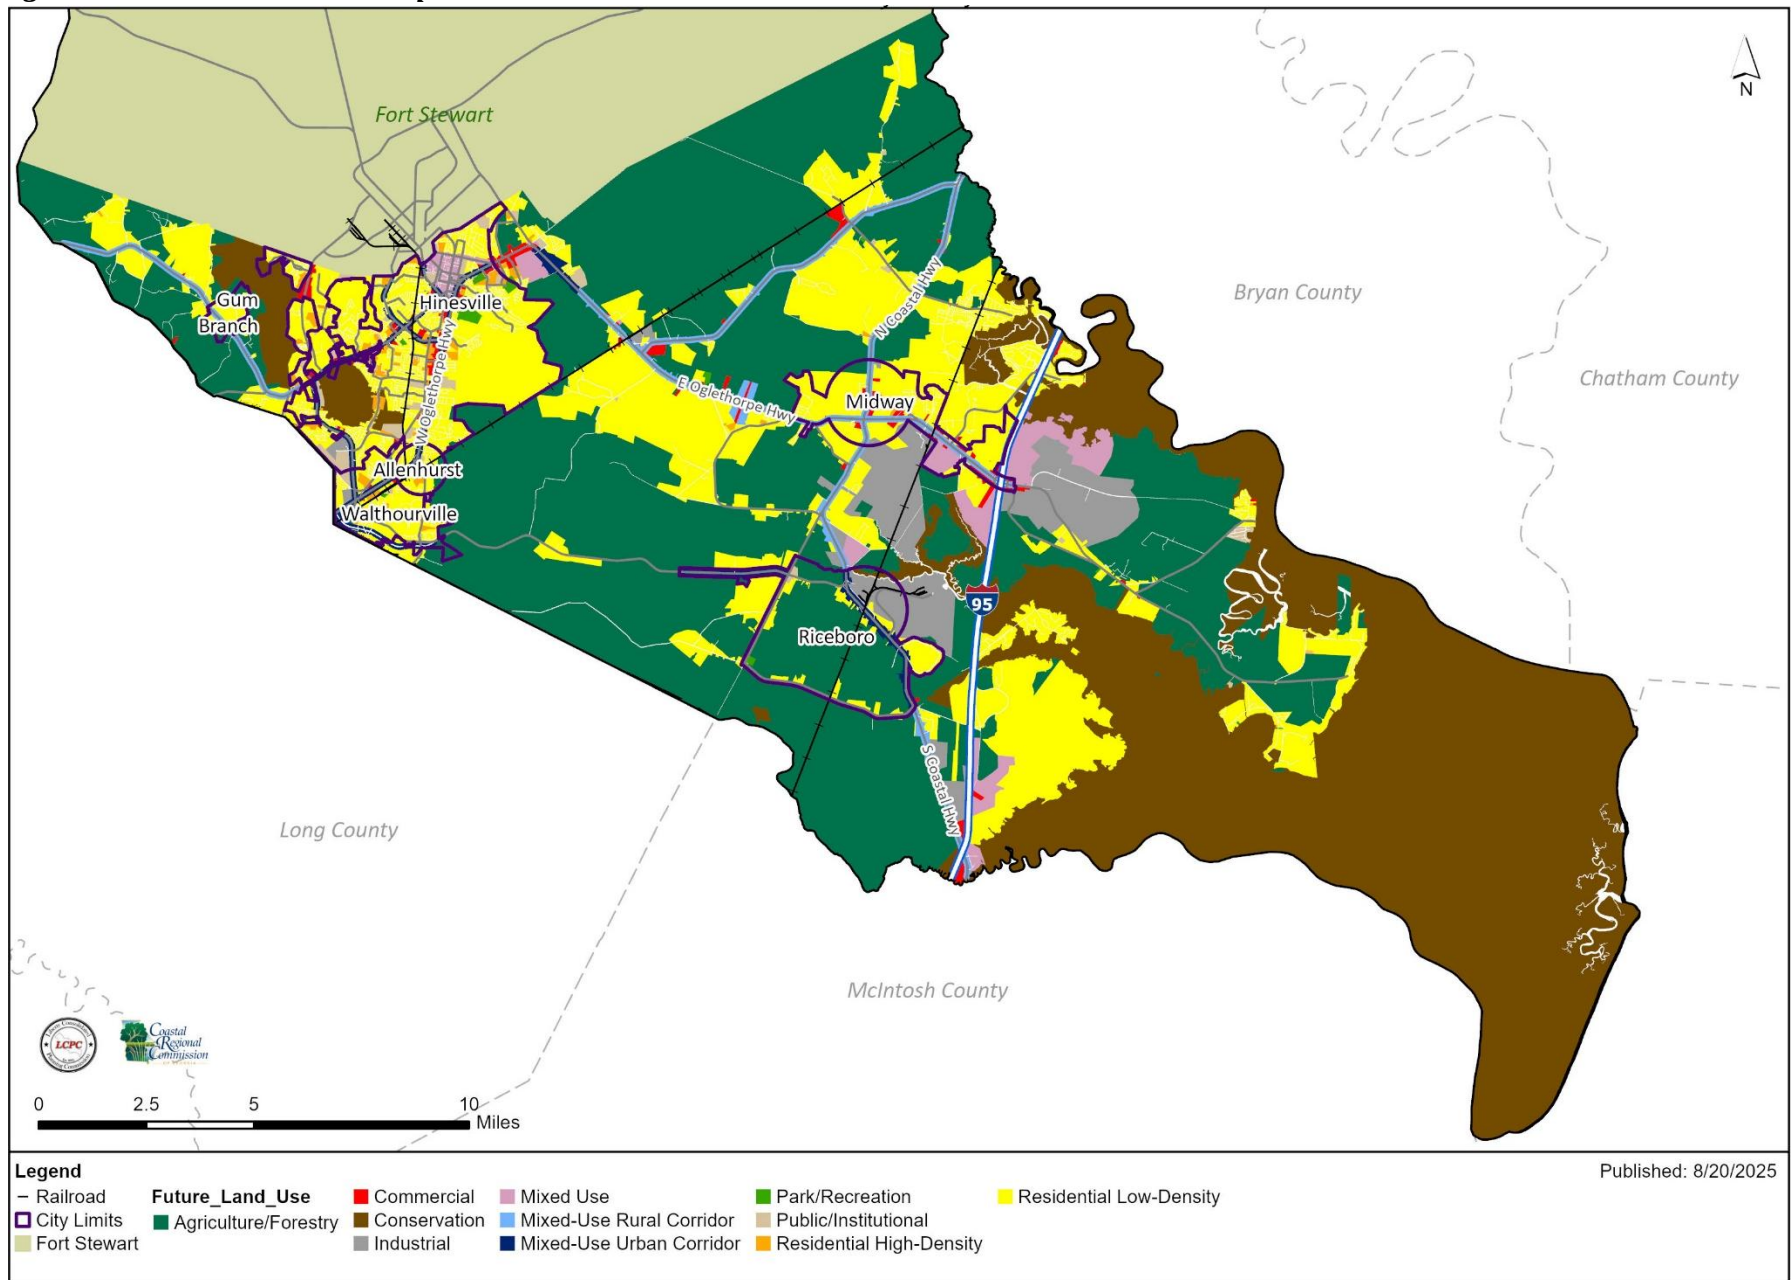 N
Fort Stewart
Gum
Branch
Hinesville
N Coastal Hwy
Bryan County
W Oglethorpe Hwy
E Oglethorpe Hwy
Midway
Chatham County
Allenhurst
Walthourville
95
Riceboro
S Coastal Hwy
Long County
McIntosh County
LCPC
Coastal
Regional
Commission
0 2.5 5 10
Miles
Legend
Published: 8/20/2025
Railroad
City Limits
Fort Stewart
Future_Land_Use
Agriculture/Forestry
Commercial
Conservation
Industrial
Mixed Use
Mixed-Use Rural Corridor
Mixed-Use Urban Corridor
Park/Recreation
Public/Institutional
Residential High-Density
Residential Low-Density